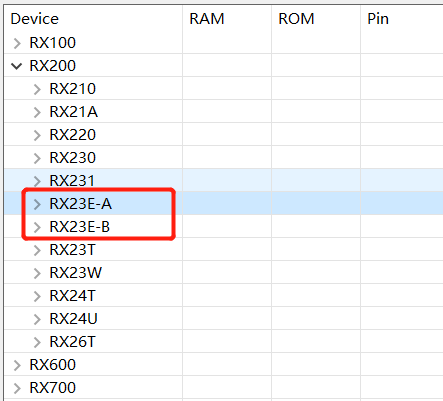 Device RAM ROM Pin
RX100
RX200
RX210
RX21A
RX220
RX230
RX231
RX23E-A
RX23E-B
RX23T
RX23W
RX24T
RX24U
RX26T
RX600
RX700